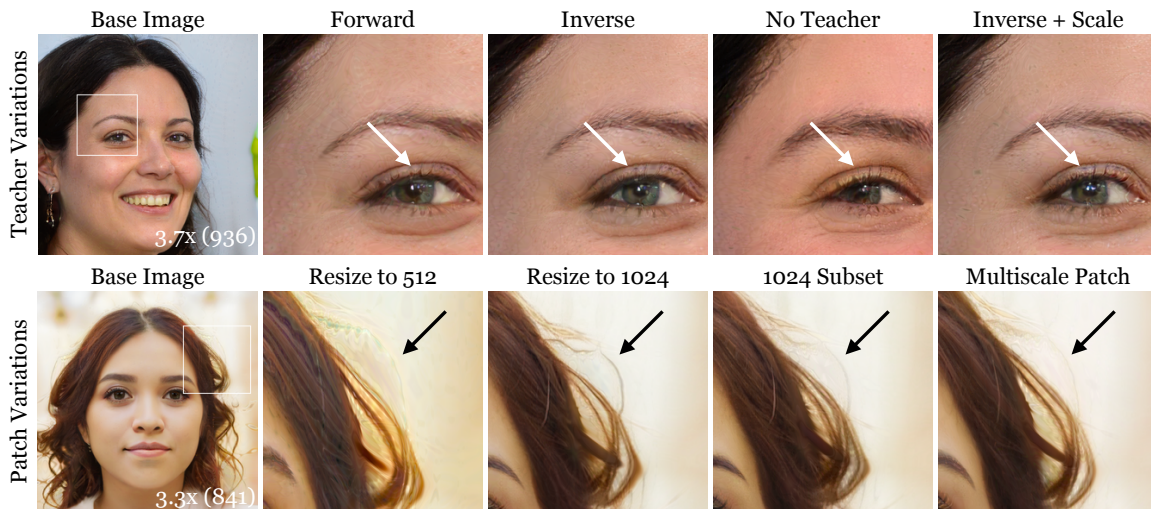 Base Image Forward Inverse No Teacher Inverse + Scale
Teacher Variations
3.7x (936)
Base Image Resize to 512 Resize to 1024 1024 Subset Multiscale Patch
Patch Variations
3.3x (841)